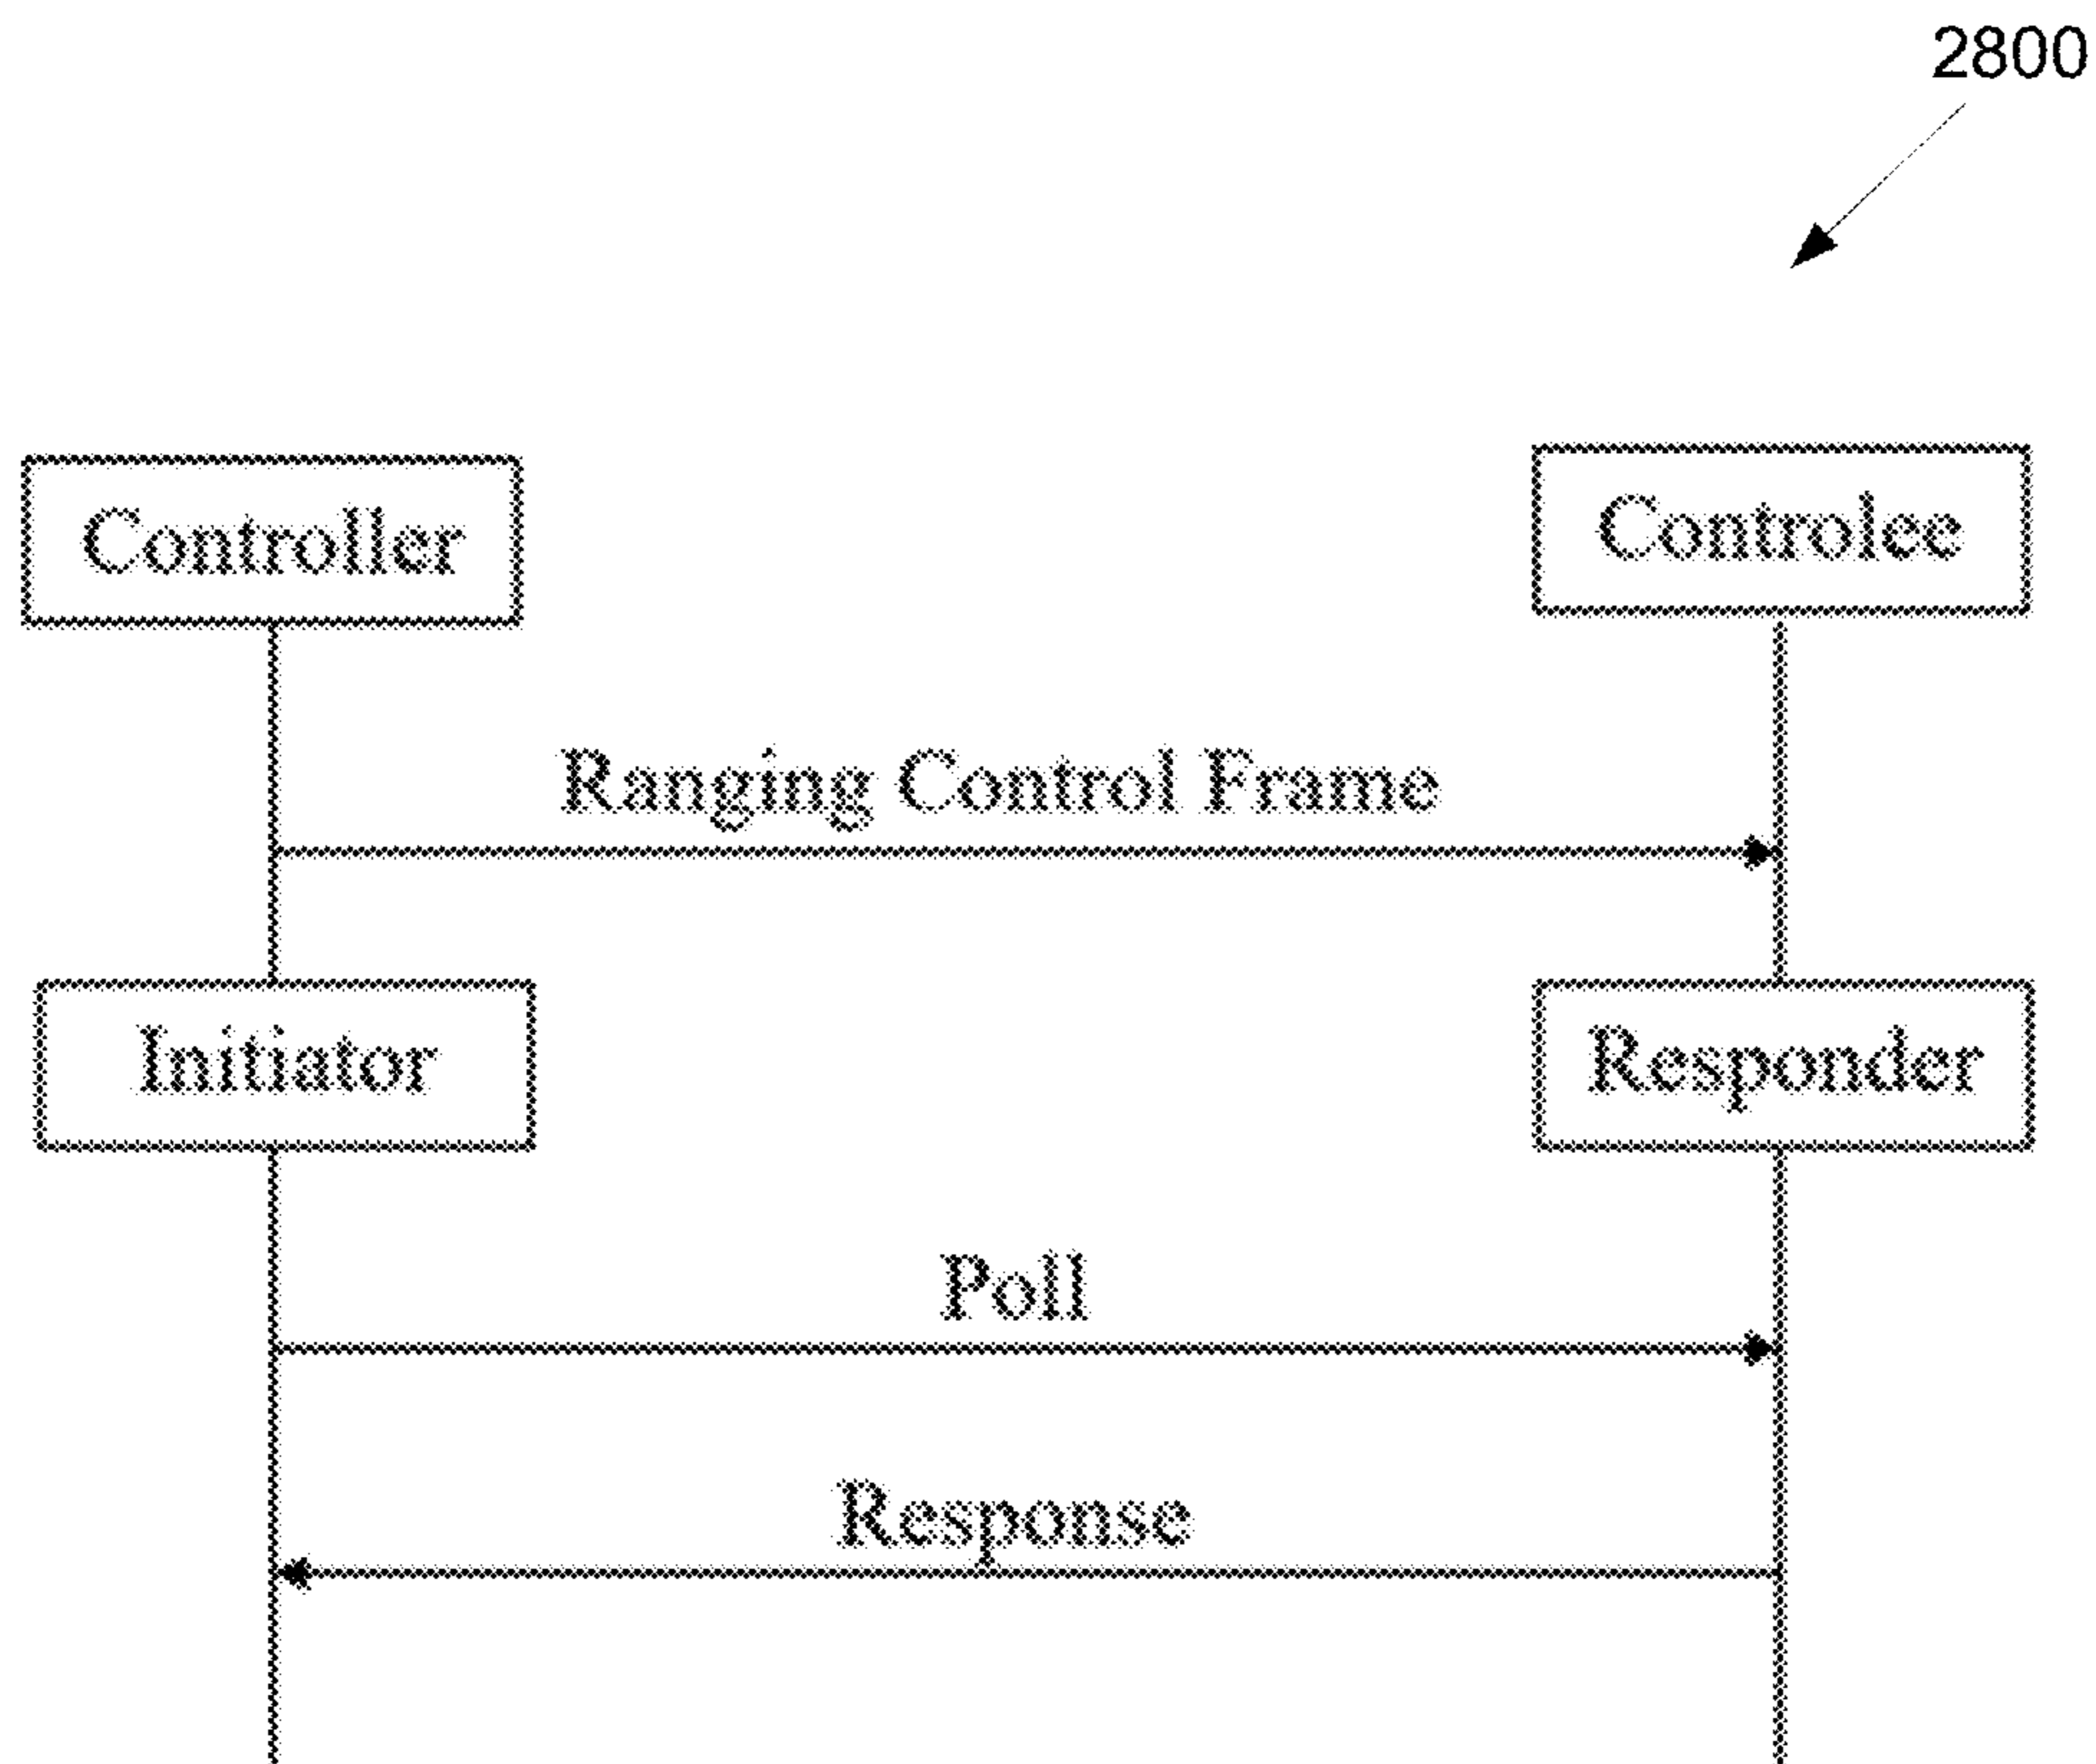 2800
Controller
Controlee
Ranging Control Frame
Initiator
Responder
Poll
Response